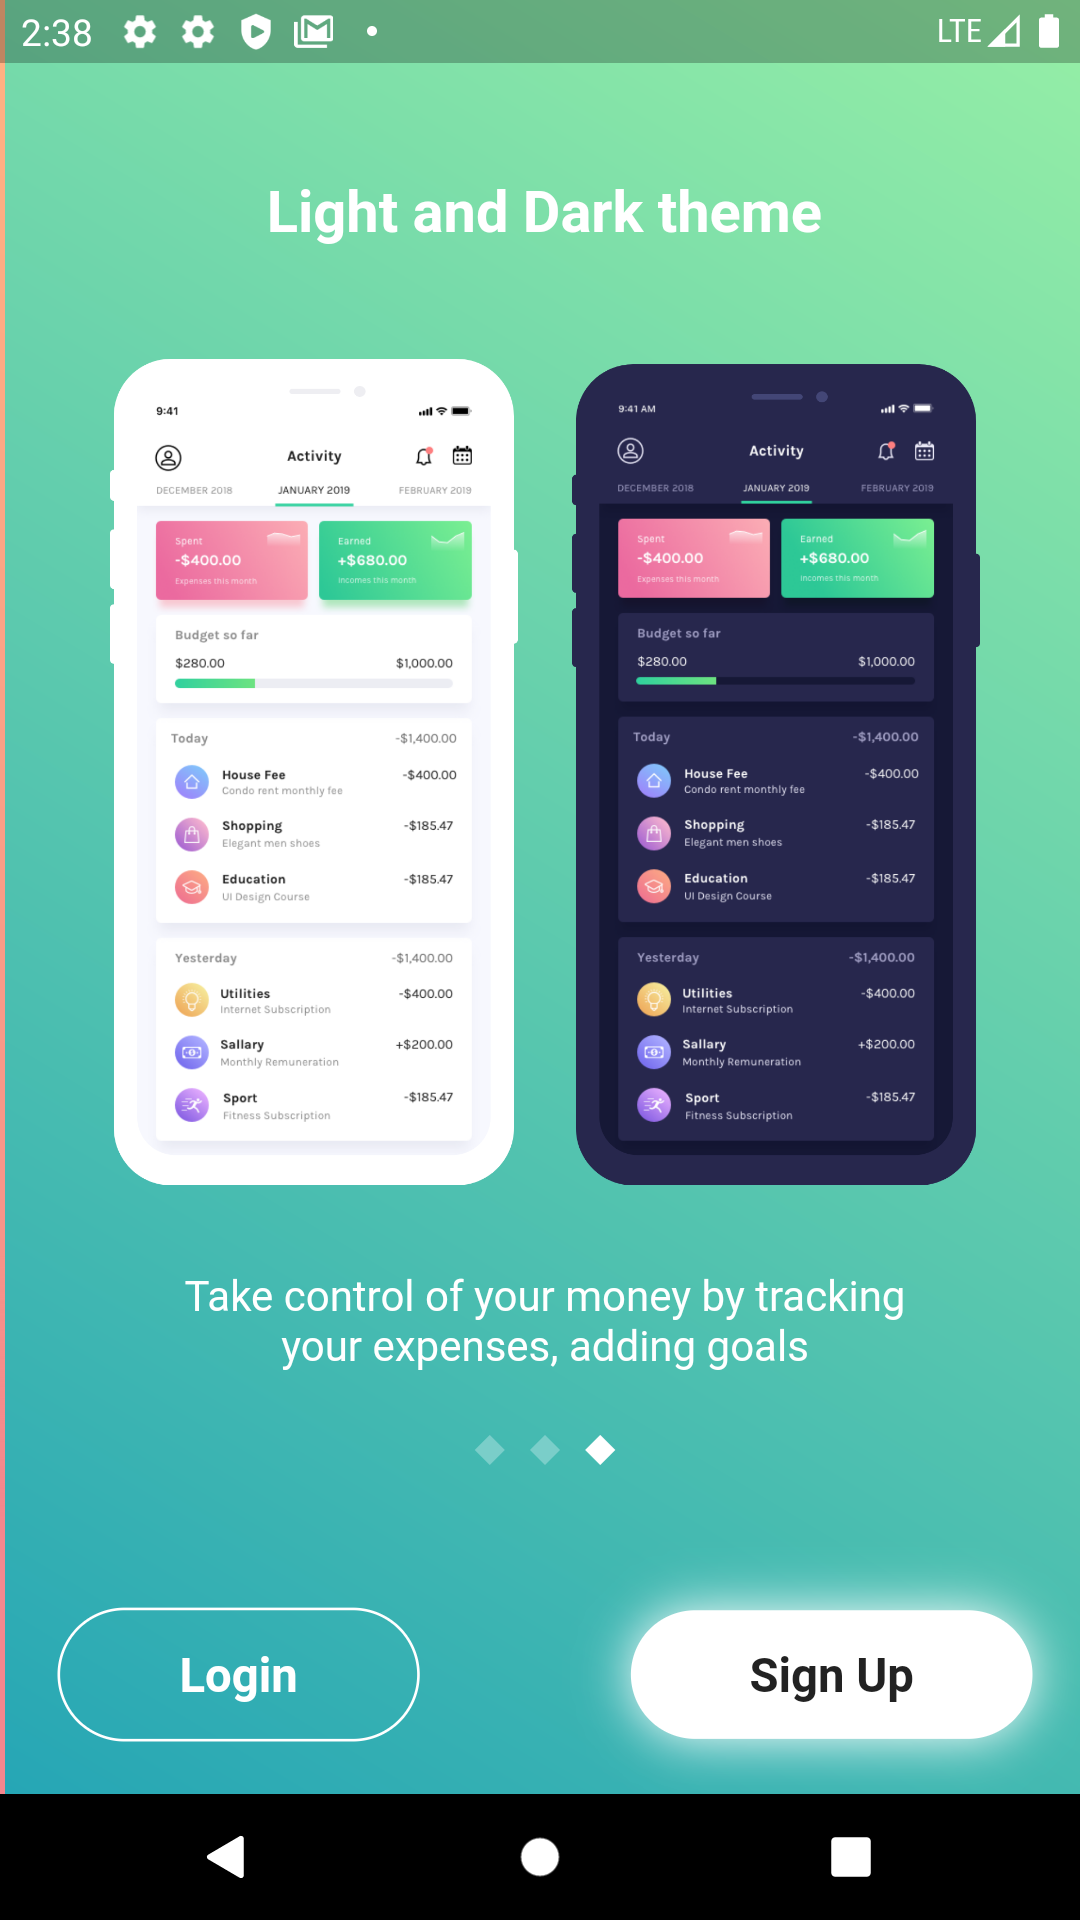 2:38
LTE
Light and Dark theme
9:41
Activity
DECEMBER 2018 JANUARY 2019 FEBRUARY 2019
Spent
-$400.00
Expenses this month
Earned
+$680.00
Incomes this month
Budget so far
$280.00 $1,000.00
Today -$1,400.00
House Fee -$400.00
Condo rent monthly fee
Shopping -$185.47
Elegant men shoes
Education -$185.47
UI Design Course
Yesterday -$1,400.00
Utilities -$400.00
Internet Subscription
Sallary +$200.00
Monthly Remuneration
Sport -$185.47
Fitness Subscription
9:41 AM
Activity
DECEMBER 2018 JANUARY 2019 FEBRUARY 2019
Spent
-$400.00
Expenses this month
Earned
+$680.00
Incomes this month
Budget so far
$280.00 $1,000.00
Today -$1,400.00
House Fee -$400.00
Condo rent monthly fee
Shopping -$185.47
Elegant men shoes
Education -$185.47
UI Design Course
Yesterday -$1,400.00
Utilities -$400.00
Internet Subscription
Sallary +$200.00
Monthly Remuneration
Sport -$185.47
Fitness Subscription
Take control of your money by tracking
your expenses, adding goals
Login
Sign Up